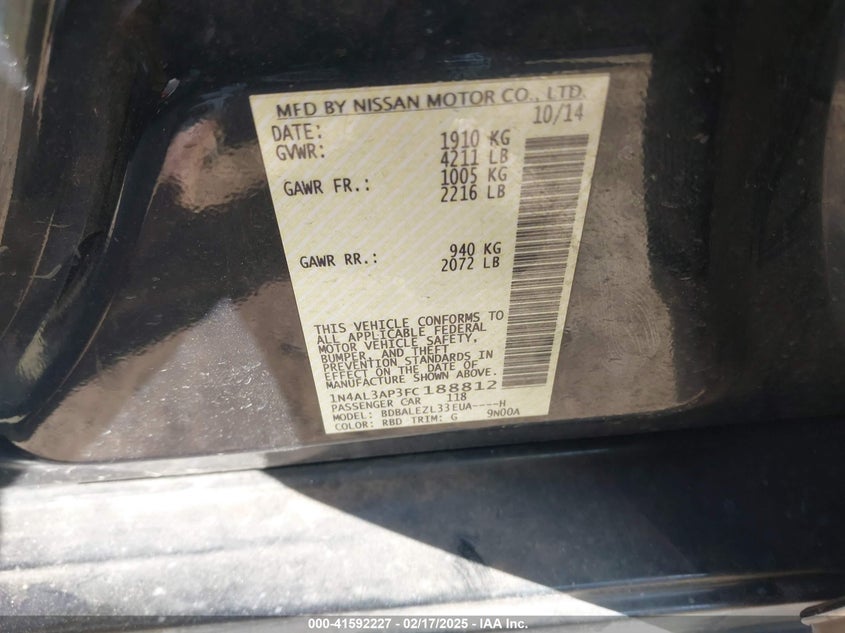 MFD BY NISSAN MOTOR CO., LTD.
DATE: 10/14
GVWR: 1910 KG
4211 LB
GAWR FR.: 1005 KG
2216 LB
GAWR RR.: 940 KG
2072 LB
THIS VEHICLE CONFORMS TO
ALL APPLICABLE FEDERAL
MOTOR VEHICLE SAFETY,
BUMPER, AND THEFT
PREVENTION STANDARDS IN
EFFECT ON THE DATE OF
MANUFACTURE SHOWN ABOVE.
1N4AL3AP3FC188812
PASSENGER CAR 118
MODEL: BDBALEZL33EUA----H
COLOR: RBD TRIM: G 9N00A
000-41592227 - 02/17/2025 - IAA Inc.